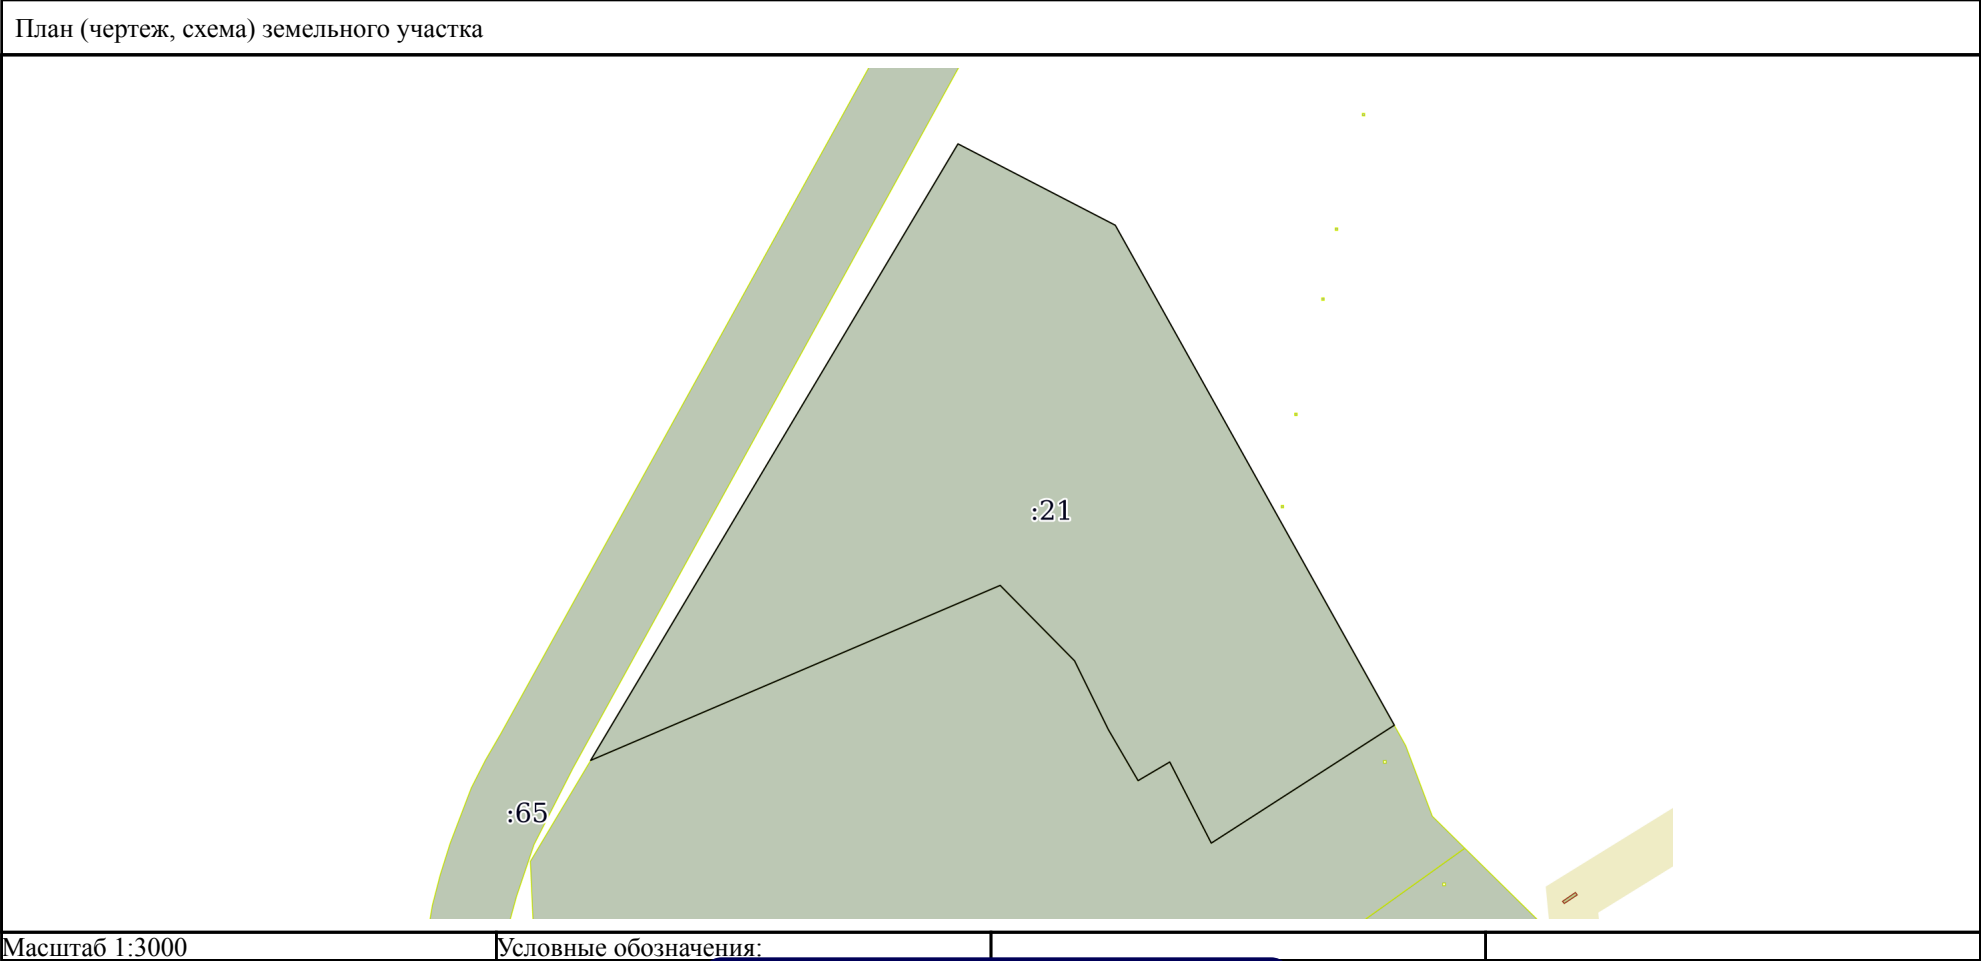 План (чертеж, схема) земельного участка
:21
:65
Масштаб 1:3000
Условные обозначения: